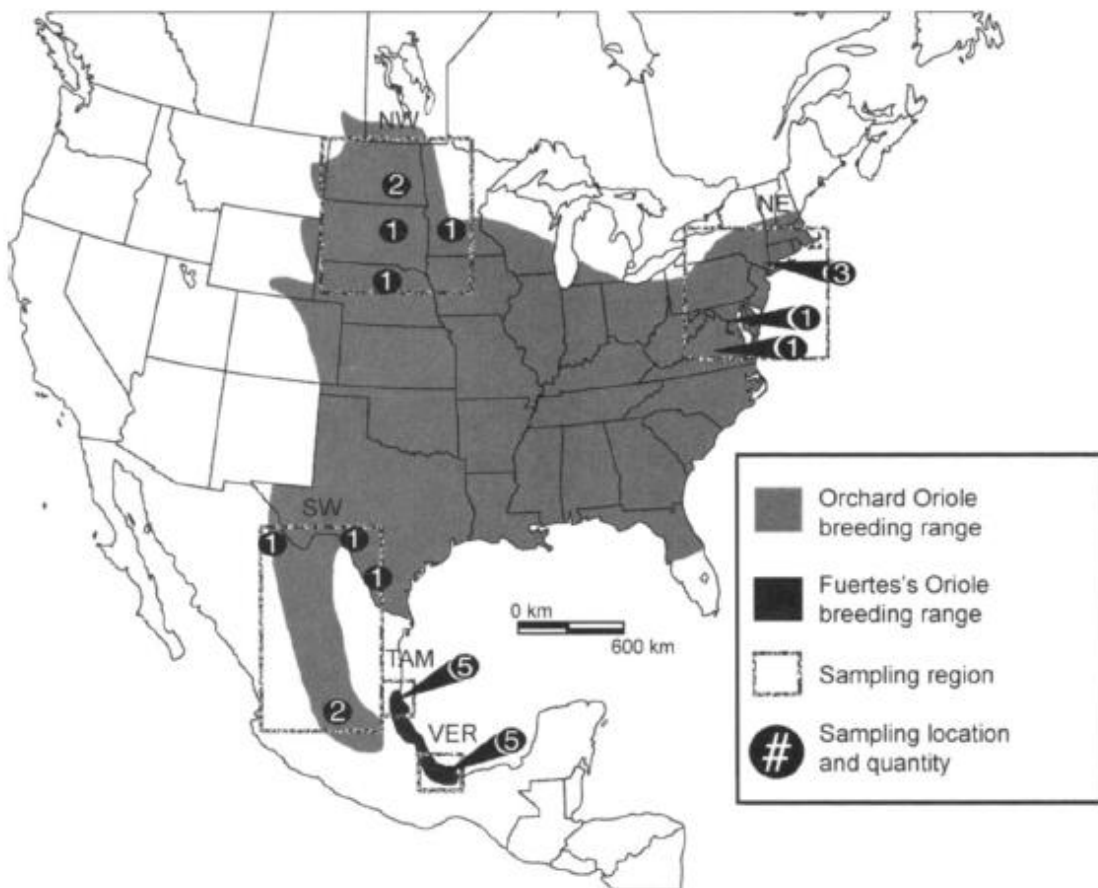 NW
2
1
1
1
NE
3
1
1
SW
1
1
1
2
TAM
5
VER
5
0 km
600 km
Orchard Oriole
breeding range
Fuertes's Oriole
breeding range
Sampling region
#
Sampling location
and quantity